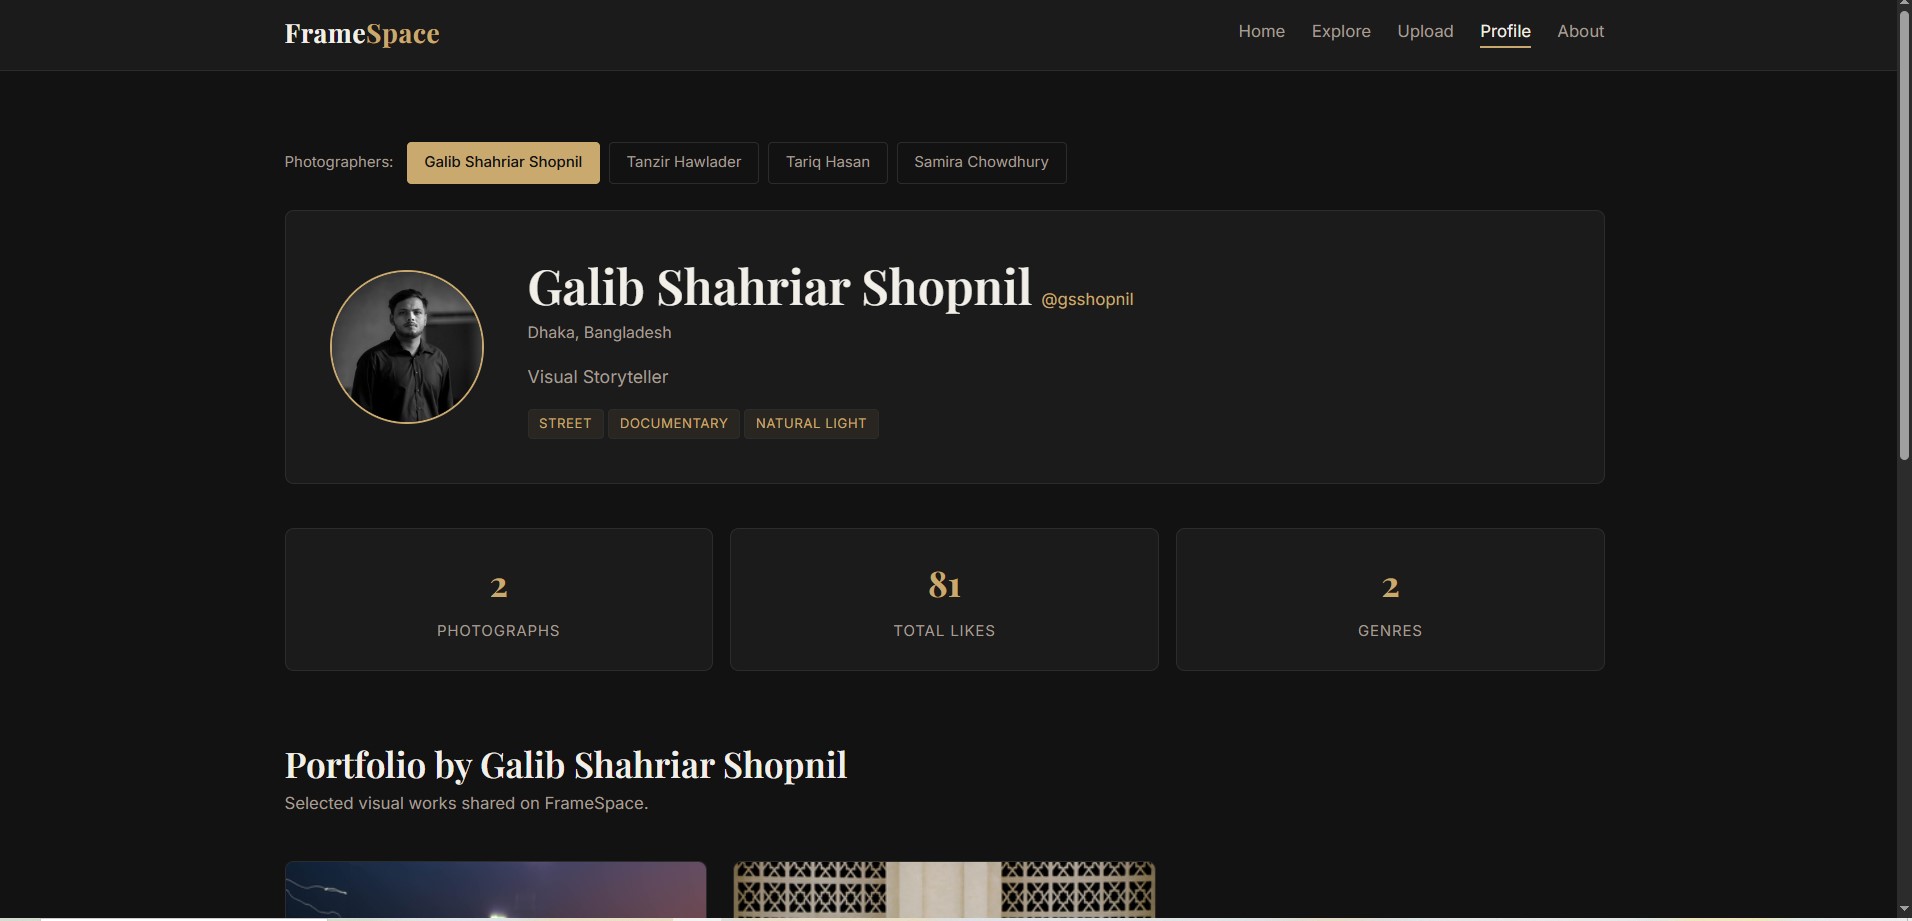 FrameSpace
Home Explore Upload Profile About
Photographers: Galib Shahriar Shopnil Tanzir Hawlader Tariq Hasan Samira Chowdhury
Galib Shahriar Shopnil @gsshopnil
Dhaka, Bangladesh
Visual Storyteller
STREET DOCUMENTARY NATURAL LIGHT
2
PHOTOGRAPHS
81
TOTAL LIKES
2
GENRES
Portfolio by Galib Shahriar Shopnil
Selected visual works shared on FrameSpace.